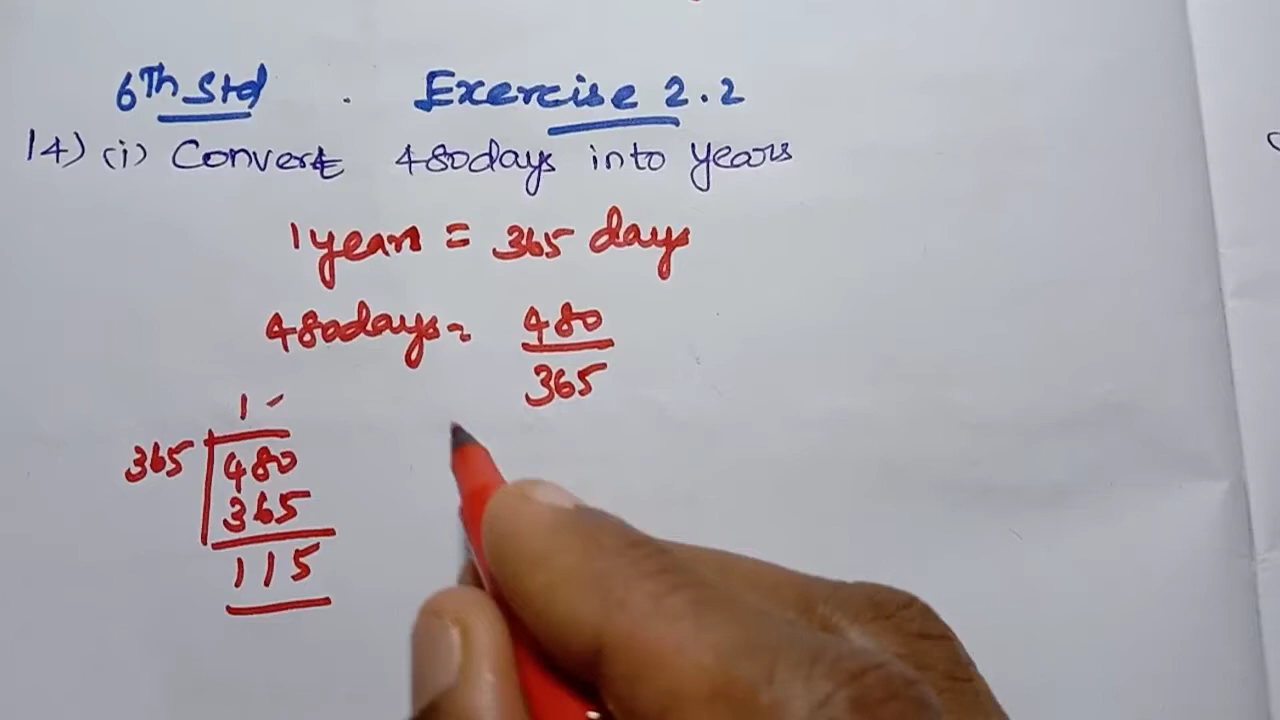 6Th Std . Exercise 2.2
14) (i) Convert 480days into years
1 years = 365 days
480days = 480
365
1
365 480
365
115